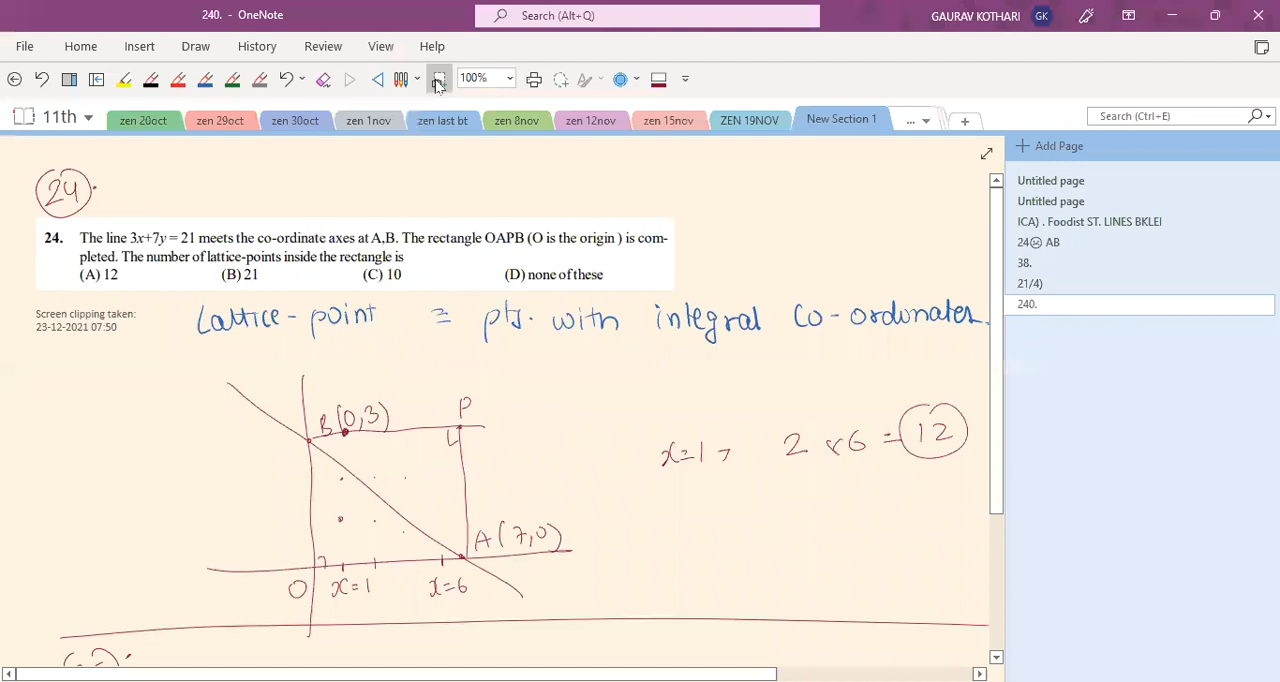 240. - OneNote
Search (Alt+Q)
GAURAV KOTHARI GK
File Home Insert Draw History Review View Help
100%
11th zen 20oct zen 29oct zen 30oct zen 1nov zen last bt zen 8nov zen 12nov zen 15nov ZEN 19NOV New Section 1 ... +
Search (Ctrl+E)
Add Page
Untitled page
Untitled page
ICA) . Foodist ST. LINES BKLEI
24☹ AB
38.
21/4)
240.
24.
24. The line 3x+7y = 21 meets the co-ordinate axes at A,B. The rectangle OAPB (O is the origin ) is com-
pleted. The number of lattice-points inside the rectangle is
(A) 12 (B) 21 (C) 10 (D) none of these
Screen clipping taken:
23-12-2021 07:50
Lattice-point ≡ pts. with integral Co-ordinates.
B(0,3) P
x=1, 2 x6 = 12
A(7,0)
O x=1 x=6